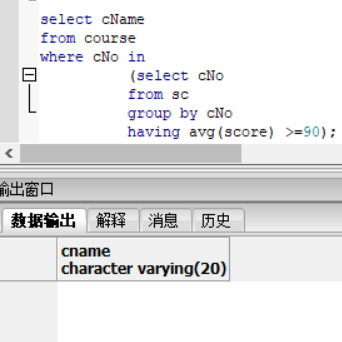 select cName
from course
where cNo in
(select cNo
from sc
group by cNo
having avg(score) >=90);
输出窗口
数据输出 解释 消息 历史
cname
character varying(20)